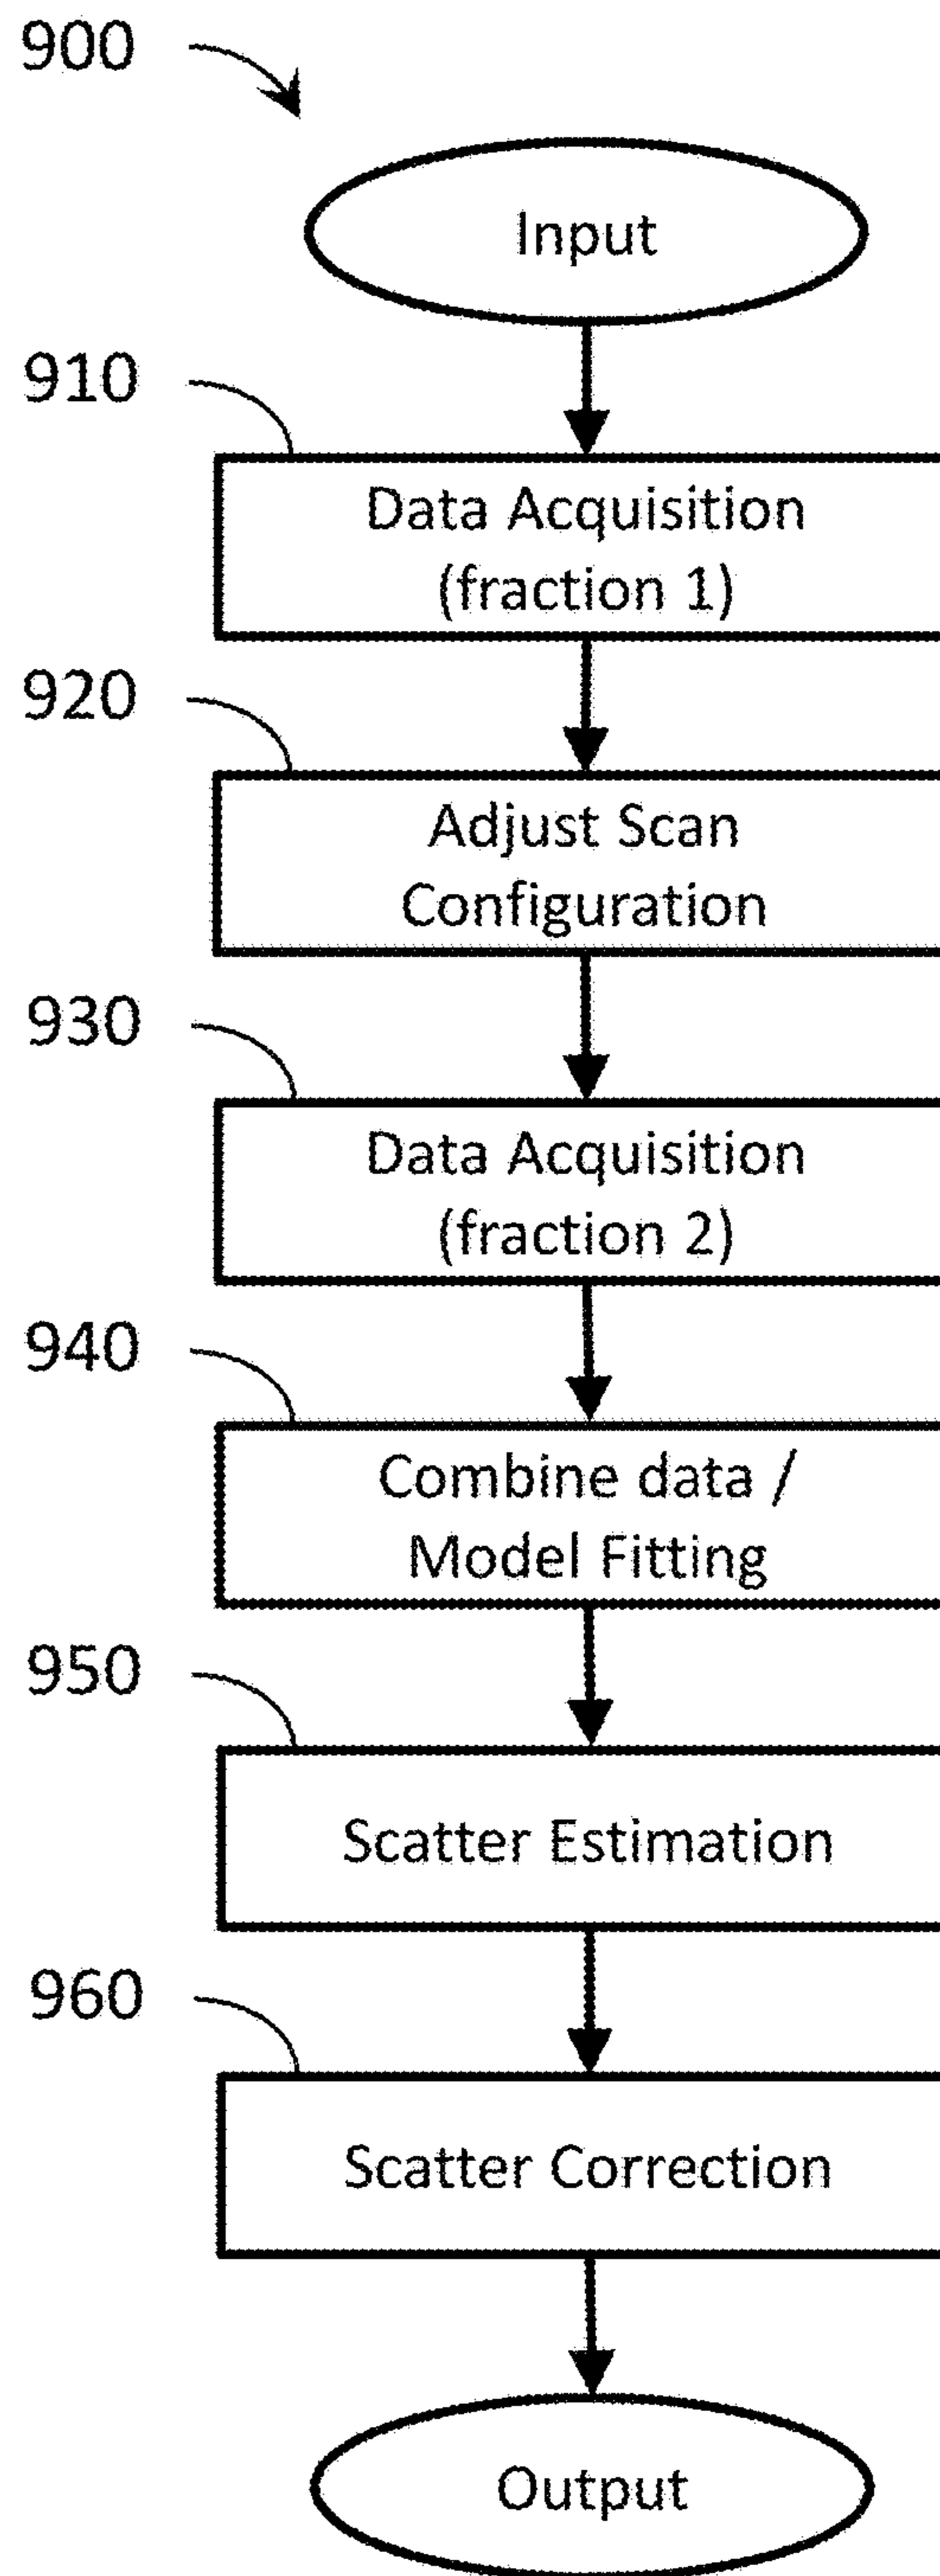 900
Input
910
Data Acquisition
(fraction 1)
920
Adjust Scan
Configuration
930
Data Acquisition
(fraction 2)
940
Combine data /
Model Fitting
950
Scatter Estimation
960
Scatter Correction
Output